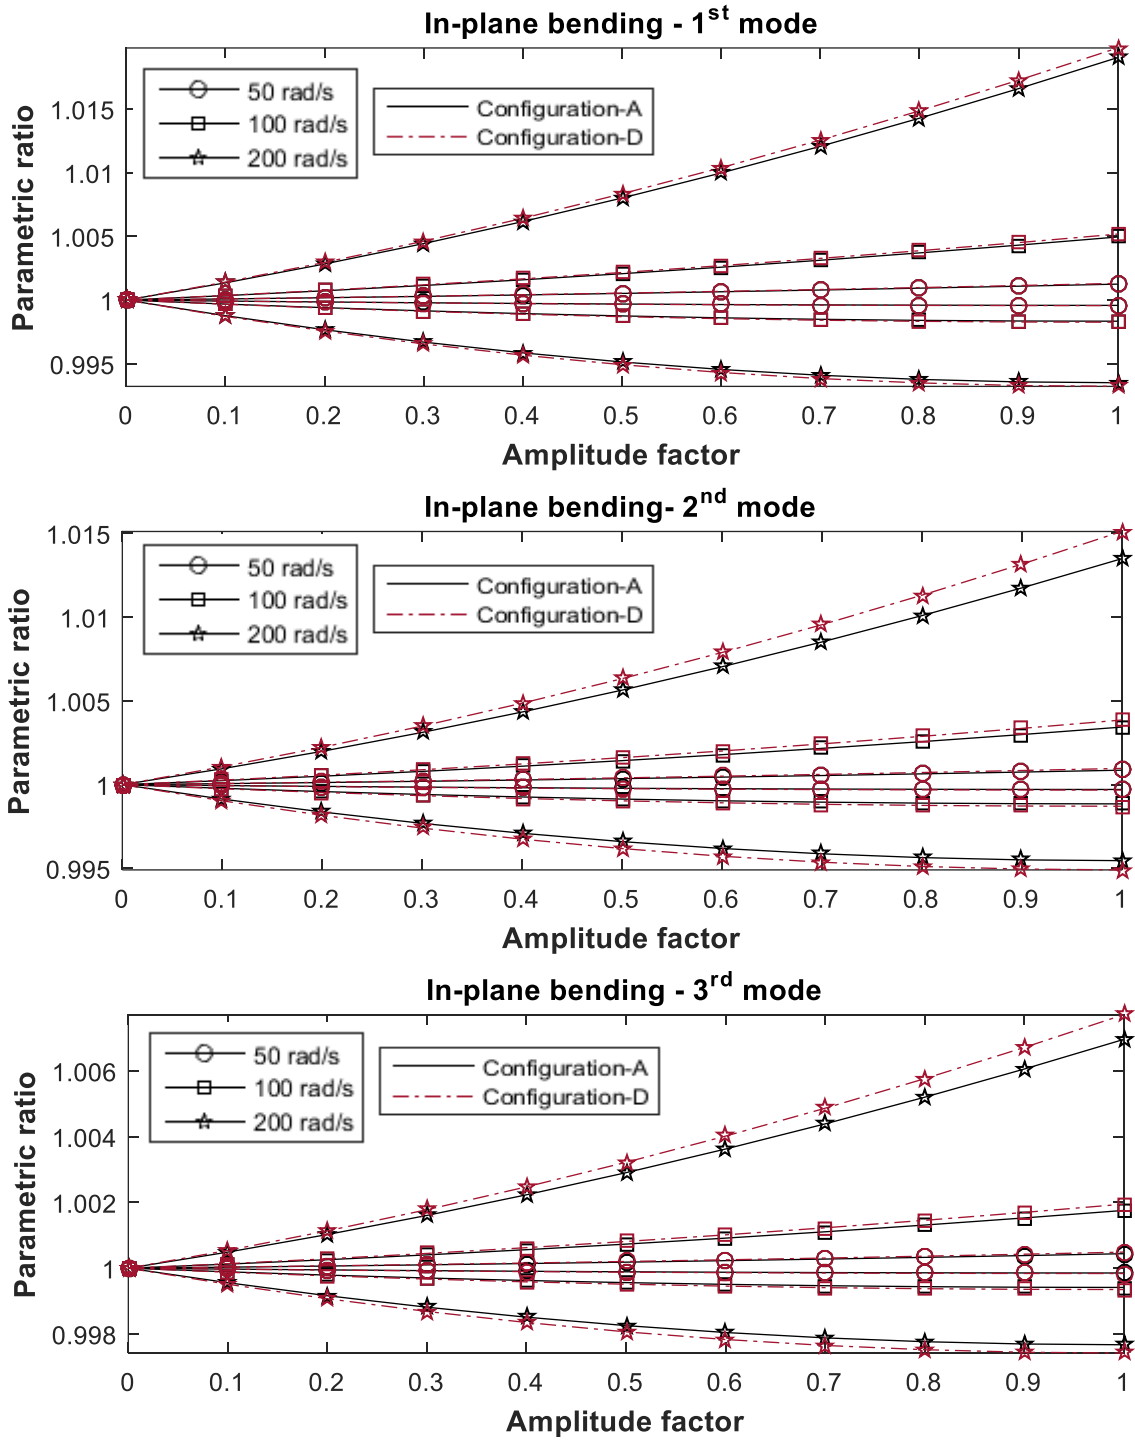 In-plane bending - 1st mode
50 rad/s
100 rad/s
200 rad/s
Configuration-A
Configuration-D
Parametric ratio
1.015
1.01
1.005
1
0.995
0 0.1 0.2 0.3 0.4 0.5 0.6 0.7 0.8 0.9 1
Amplitude factor
In-plane bending- 2nd mode
50 rad/s
100 rad/s
200 rad/s
Configuration-A
Configuration-D
Parametric ratio
1.015
1.01
1.005
1
0.995
0 0.1 0.2 0.3 0.4 0.5 0.6 0.7 0.8 0.9 1
Amplitude factor
In-plane bending - 3rd mode
50 rad/s
100 rad/s
200 rad/s
Configuration-A
Configuration-D
Parametric ratio
1.006
1.004
1.002
1
0.998
0 0.1 0.2 0.3 0.4 0.5 0.6 0.7 0.8 0.9 1
Amplitude factor